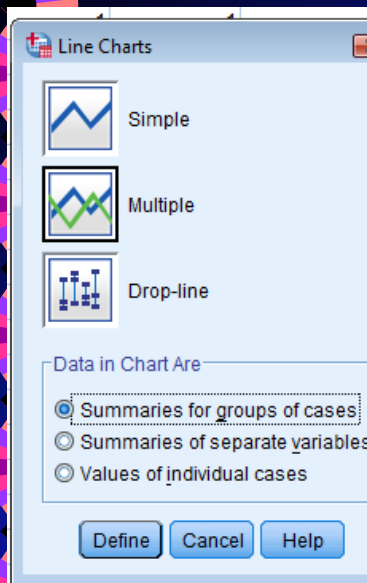 Line Charts
Simple
Multiple
Drop-line
Data in Chart Are
Summaries for groups of cases
Summaries of separate variables
Values of individual cases
Define Cancel Help